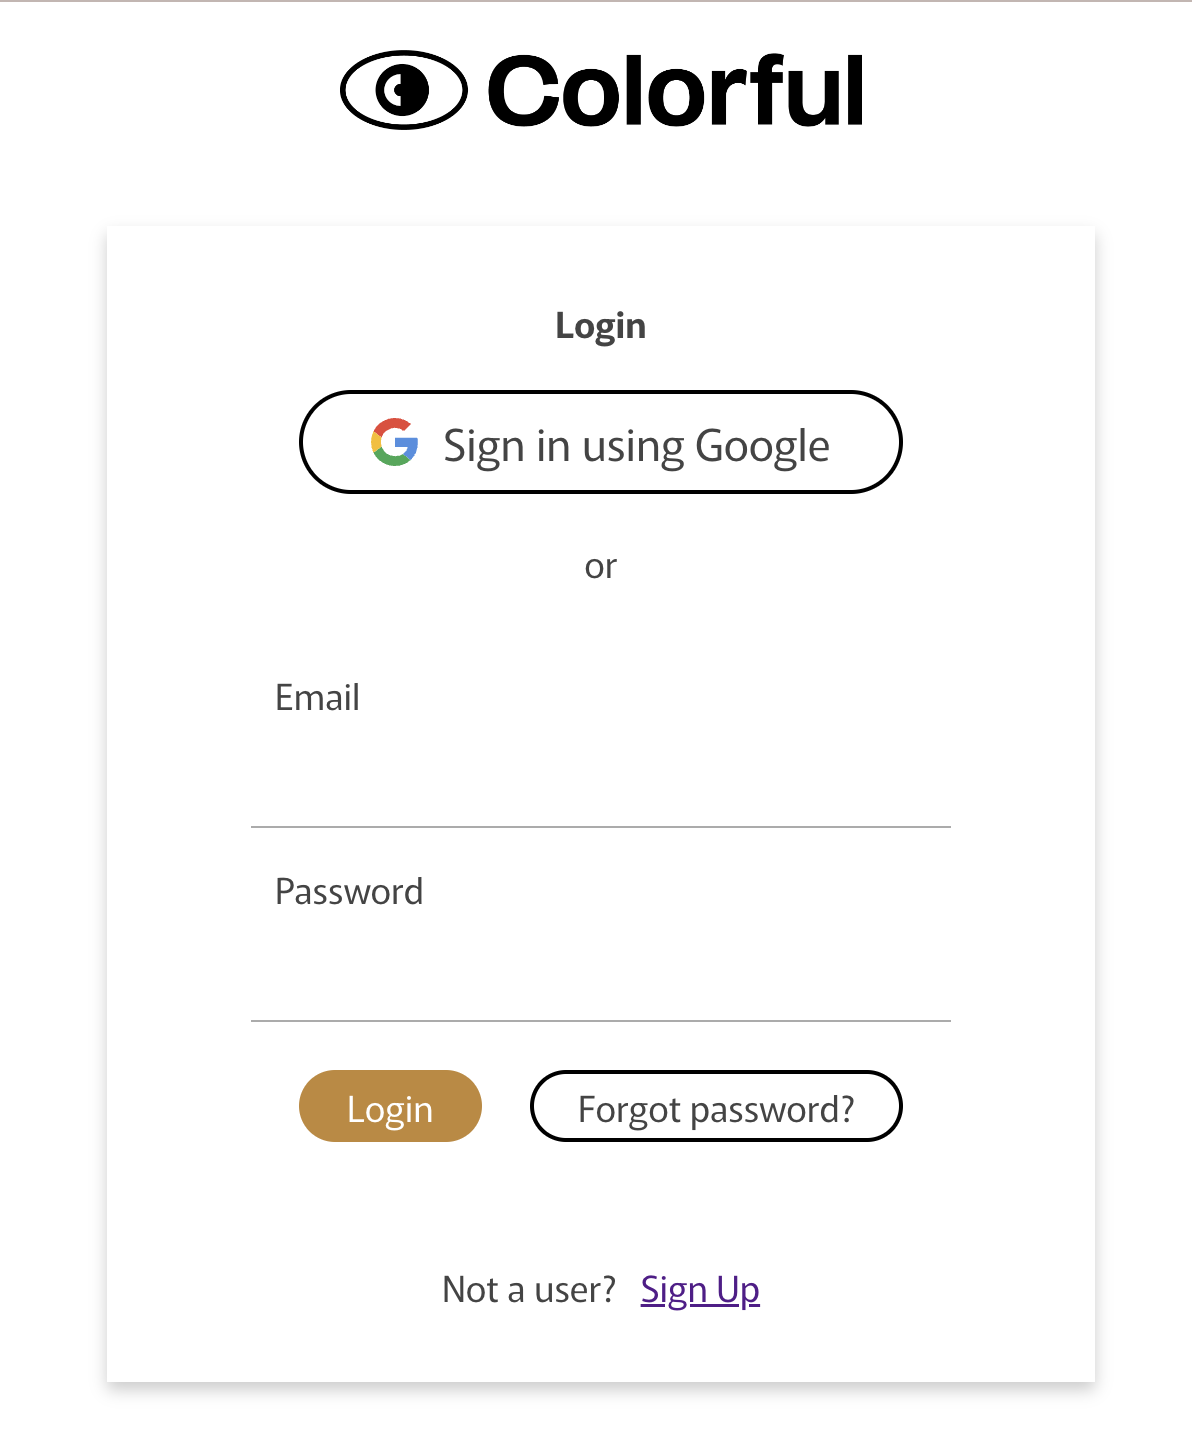 Colorful
Login
Sign in using Google
or
Email
Password
Login
Forgot password?
Not a user? Sign Up